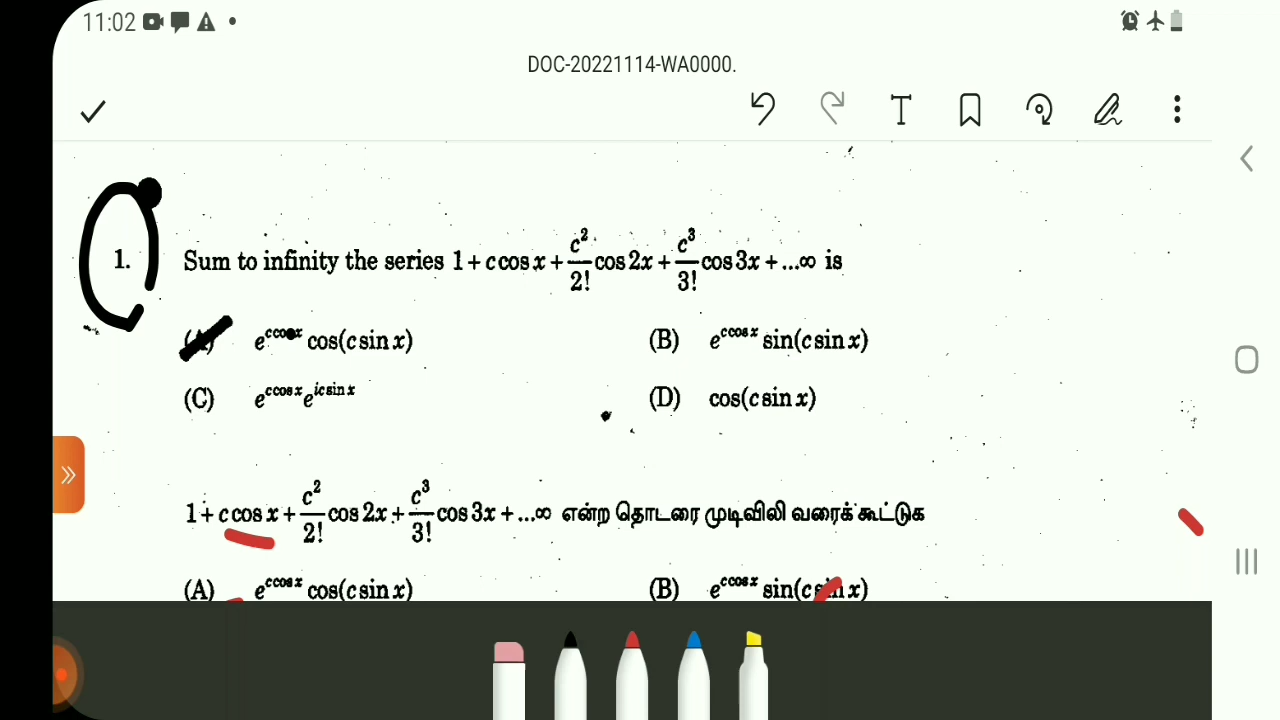 11:02
DOC-20221114-WA0000.
T
1. Sum to infinity the series 1 + c cos x + c²/2! cos 2x + c³/3! cos 3x + ...∞ is
(A) e^{c cos x} cos(c sin x) (B) e^{c cos x} sin(c sin x)
(C) e^{c cos x} e^{ic sin x} (D) cos(c sin x)
1 + c cos x + c²/2! cos 2x + c³/3! cos 3x + ...∞ என்ற தொடரை முடிவிலி வரைக் கூட்டுக
(A) e^{c cos x} cos(c sin x) (B) e^{c cos x} sin(c sin x)